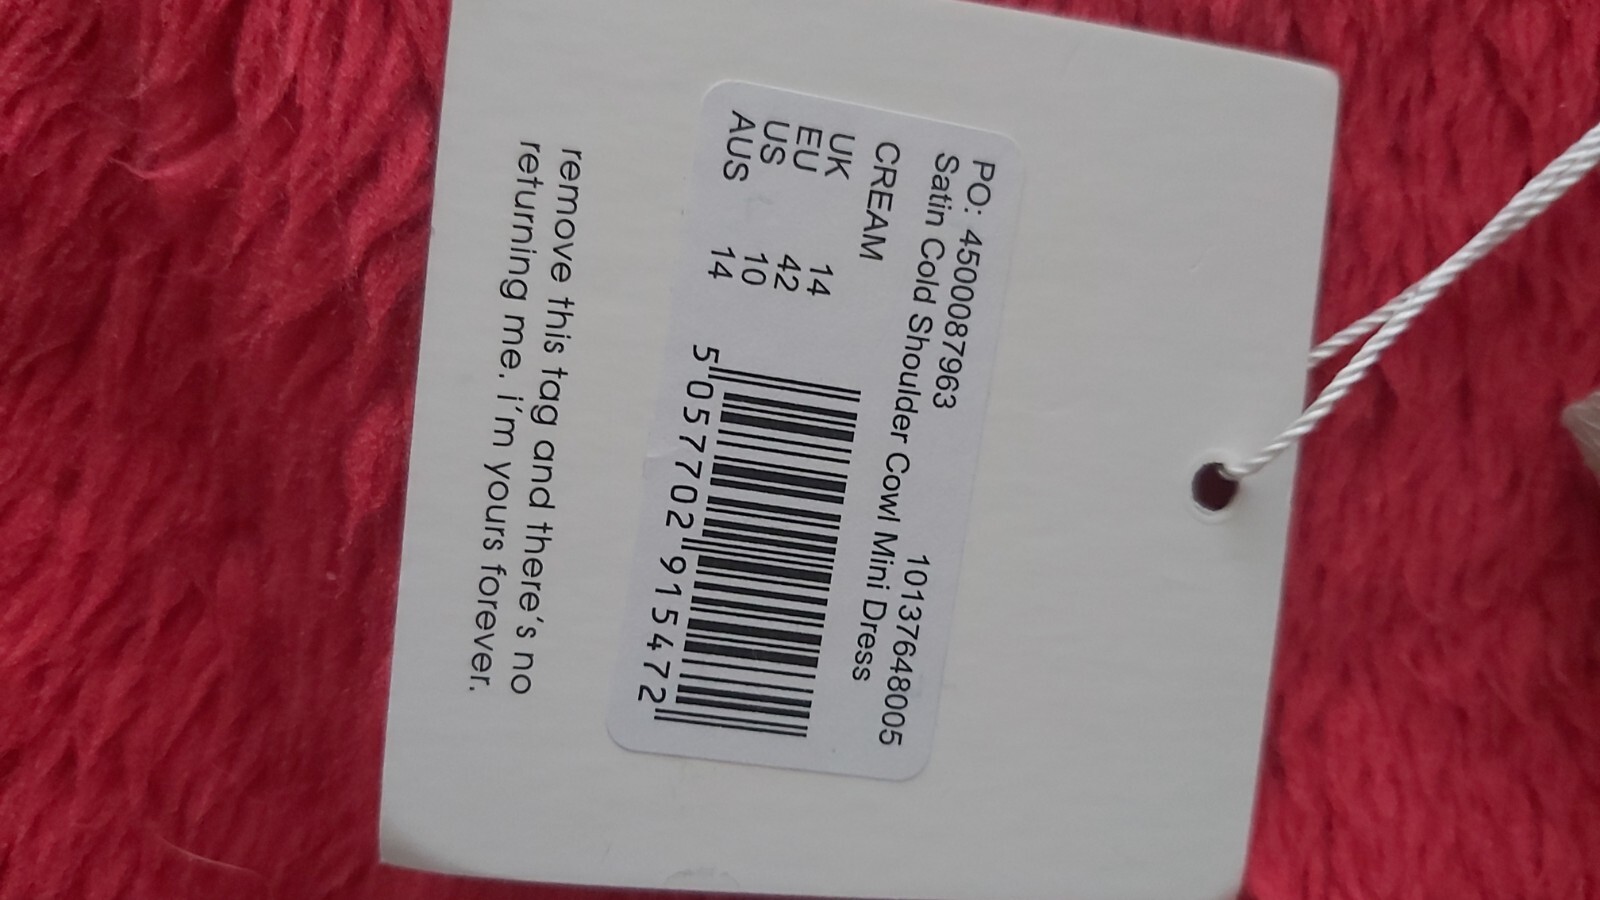 PO: 4500087963
101376648005
Satin Cold Shoulder Cowl Mini Dress
CREAM
UK 14
EU 42
US 10
AUS 14
5 057702 915472
remove this tag and there's no
returning me. i'm yours forever.